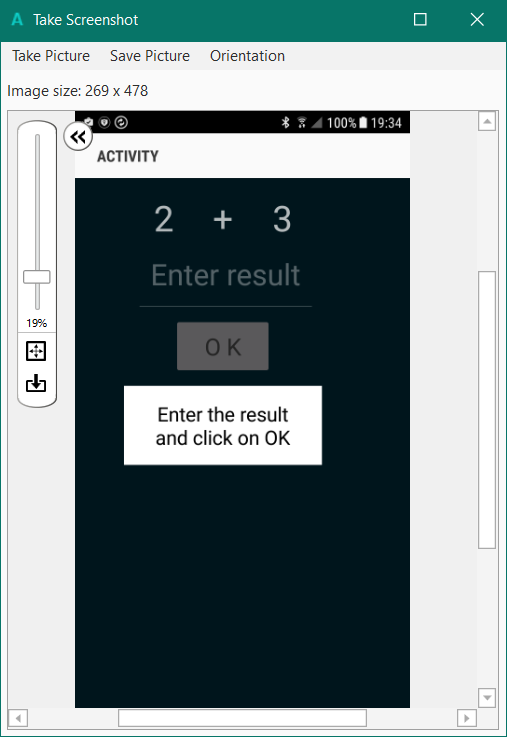 A Take Screenshot
Take Picture Save Picture Orientation
Image size: 269 x 478
100% 19:34
ACTIVITY
2 + 3
Enter result
19%
O K
Enter the result
and click on OK